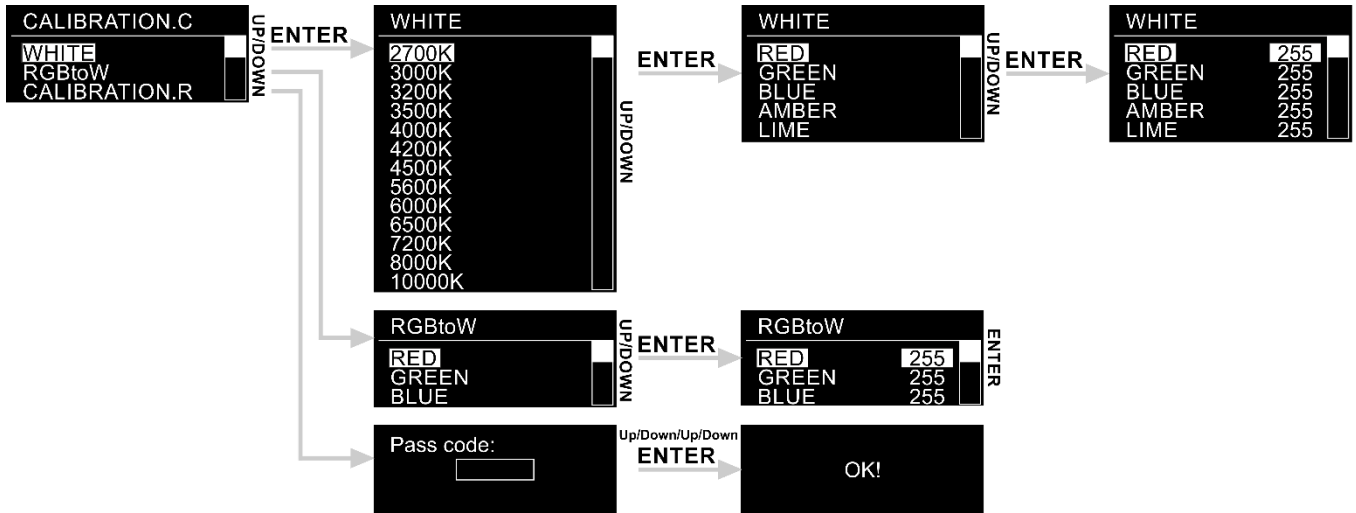 CALIBRATION.C
WHITE
RGBtoW
CALIBRATION.R
UP/DOWN
ENTER
WHITE
2700K
3000K
3200K
3500K
4000K
4200K
4500K
5600K
6000K
6500K
7200K
8000K
10000K
UP/DOWN
ENTER
WHITE
RED
GREEN
BLUE
AMBER
LIME
UP/DOWN
ENTER
WHITE
RED 255
GREEN 255
BLUE 255
AMBER 255
LIME 255
RGBtoW
RED
GREEN
BLUE
UP/DOWN
ENTER
RGBtoW
RED 255
GREEN 255
BLUE 255
ENTER
Pass code:
Up/Down/Up/Down
ENTER
OK!